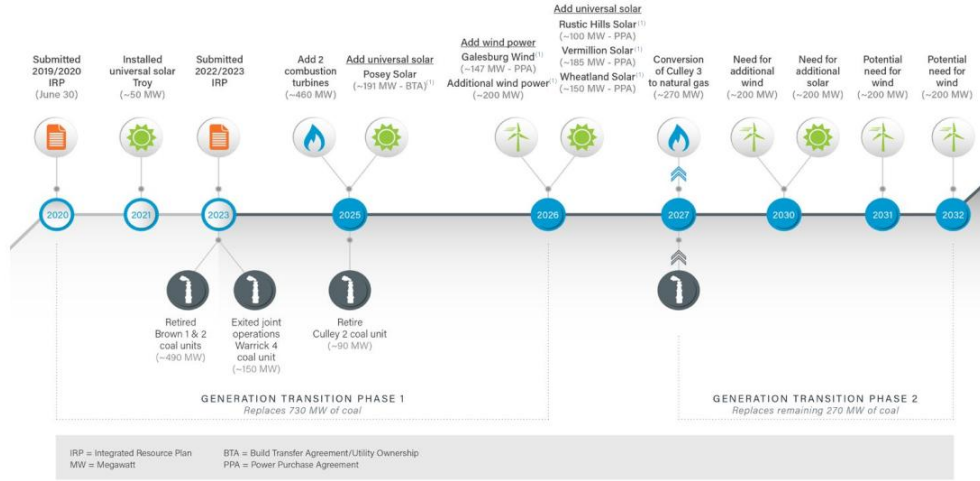 Submitted
2019/2020
IRP
(June 30)
Installed
universal solar
Troy
(~50 MW)
Submitted
2022/2023
IRP
Add 2
combustion
turbines
(~460 MW)
Add universal solar
Posey Solar
(~191 MW - BTA)(1)
Add wind power
Galesburg Wind(1)
(~147 MW - PPA)
Additional wind power(1)
(~200 MW)
Add universal solar
Rustic Hills Solar(1)
(~100 MW - PPA)
Vermillion Solar(1)
(~185 MW - PPA)
Wheatland Solar(1)
(~150 MW - PPA)
Conversion
of Culley 3
to natural gas
(~270 MW)
Need for
additional
wind
(~200 MW)
Need for
additional
solar
(~200 MW)
Potential
need for
wind
(~200 MW)
Potential
need for
wind
(~200 MW)
2020
2021
2023
2025
2026
2027
2030
2031
2032
Retired
Brown 1 & 2
coal units
(~490 MW)
Exited joint
operations
Warrick 4
coal unit
(~150 MW)
Retire
Culley 2 coal unit
(~90 MW)
GENERATION TRANSITION PHASE 1
Replaces 730 MW of coal
GENERATION TRANSITION PHASE 2
Replaces remaining 270 MW of coal
IRP = Integrated Resource Plan
MW = Megawatt
BTA = Build Transfer Agreement/Utility Ownership
PPA = Power Purchase Agreement